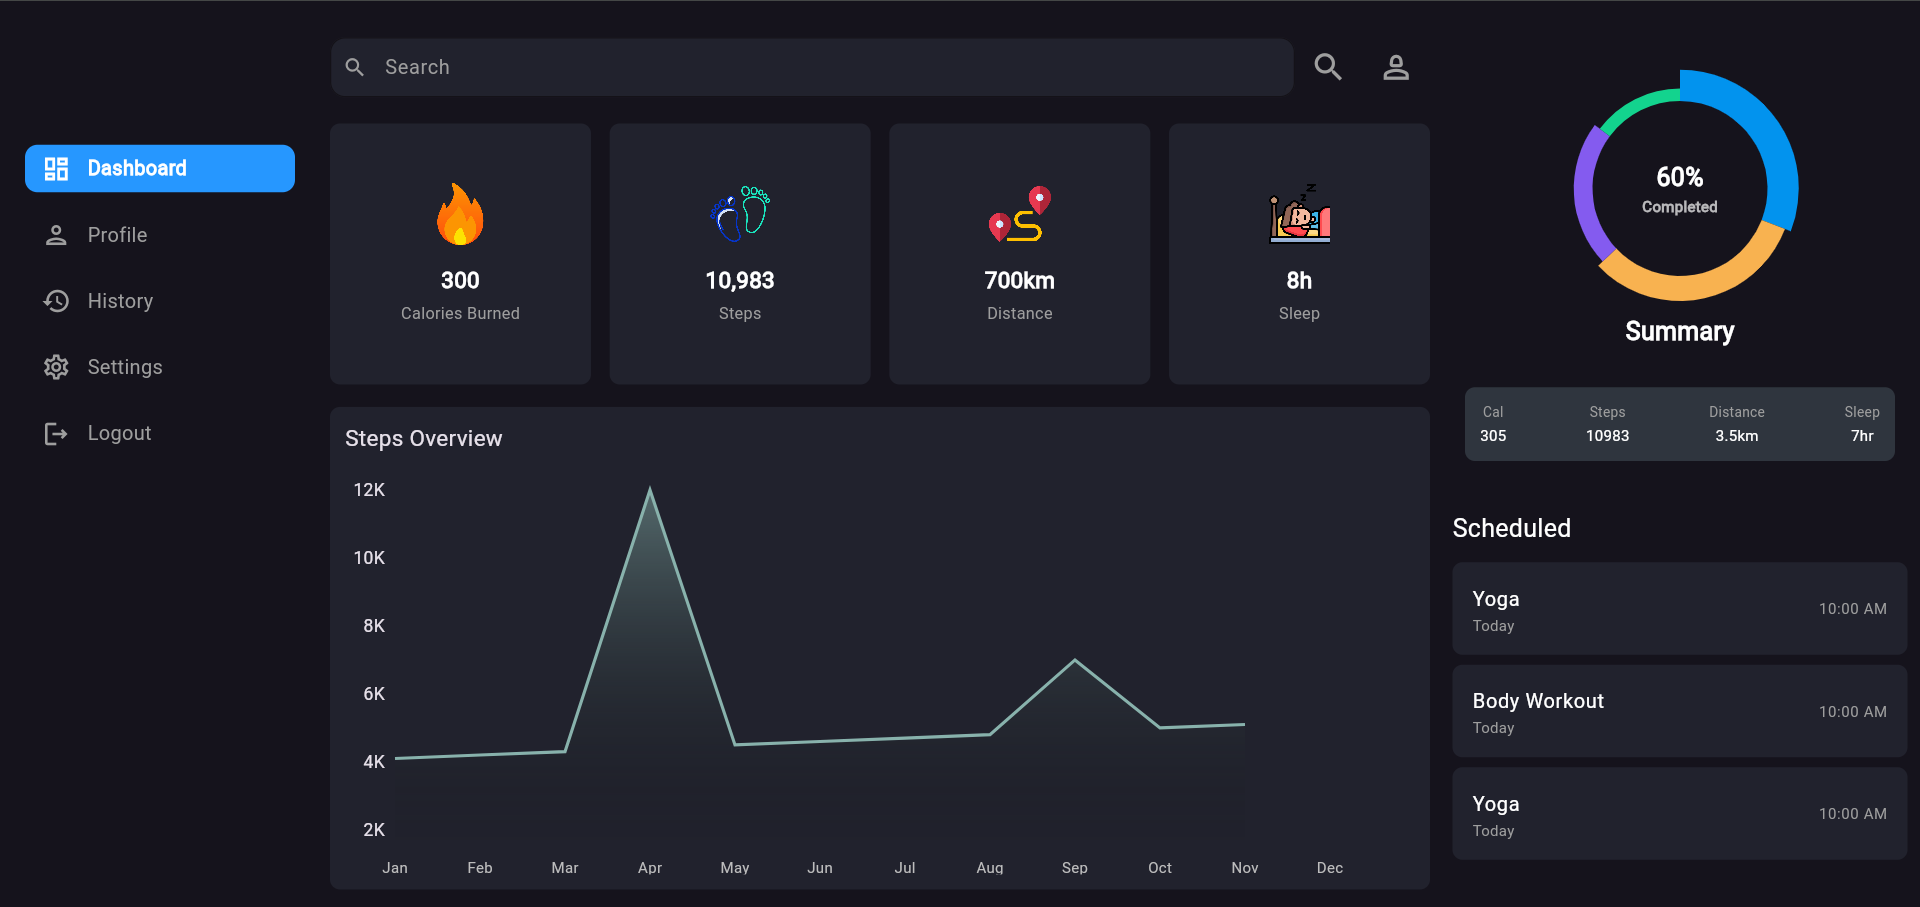 Search
Dashboard
Profile
History
Settings
Logout
300
Calories Burned
10,983
Steps
700km
Distance
z
z
z
8h
Sleep
Steps Overview
12K
10K
8K
6K
4K
2K
Jan Feb Mar Apr May Jun Jul Aug Sep Oct Nov Dec
60%
Completed
Summary
Cal Steps Distance Sleep
305 10983 3.5km 7hr
Scheduled
Yoga
Today
10:00 AM
Body Workout
Today
10:00 AM
Yoga
Today
10:00 AM